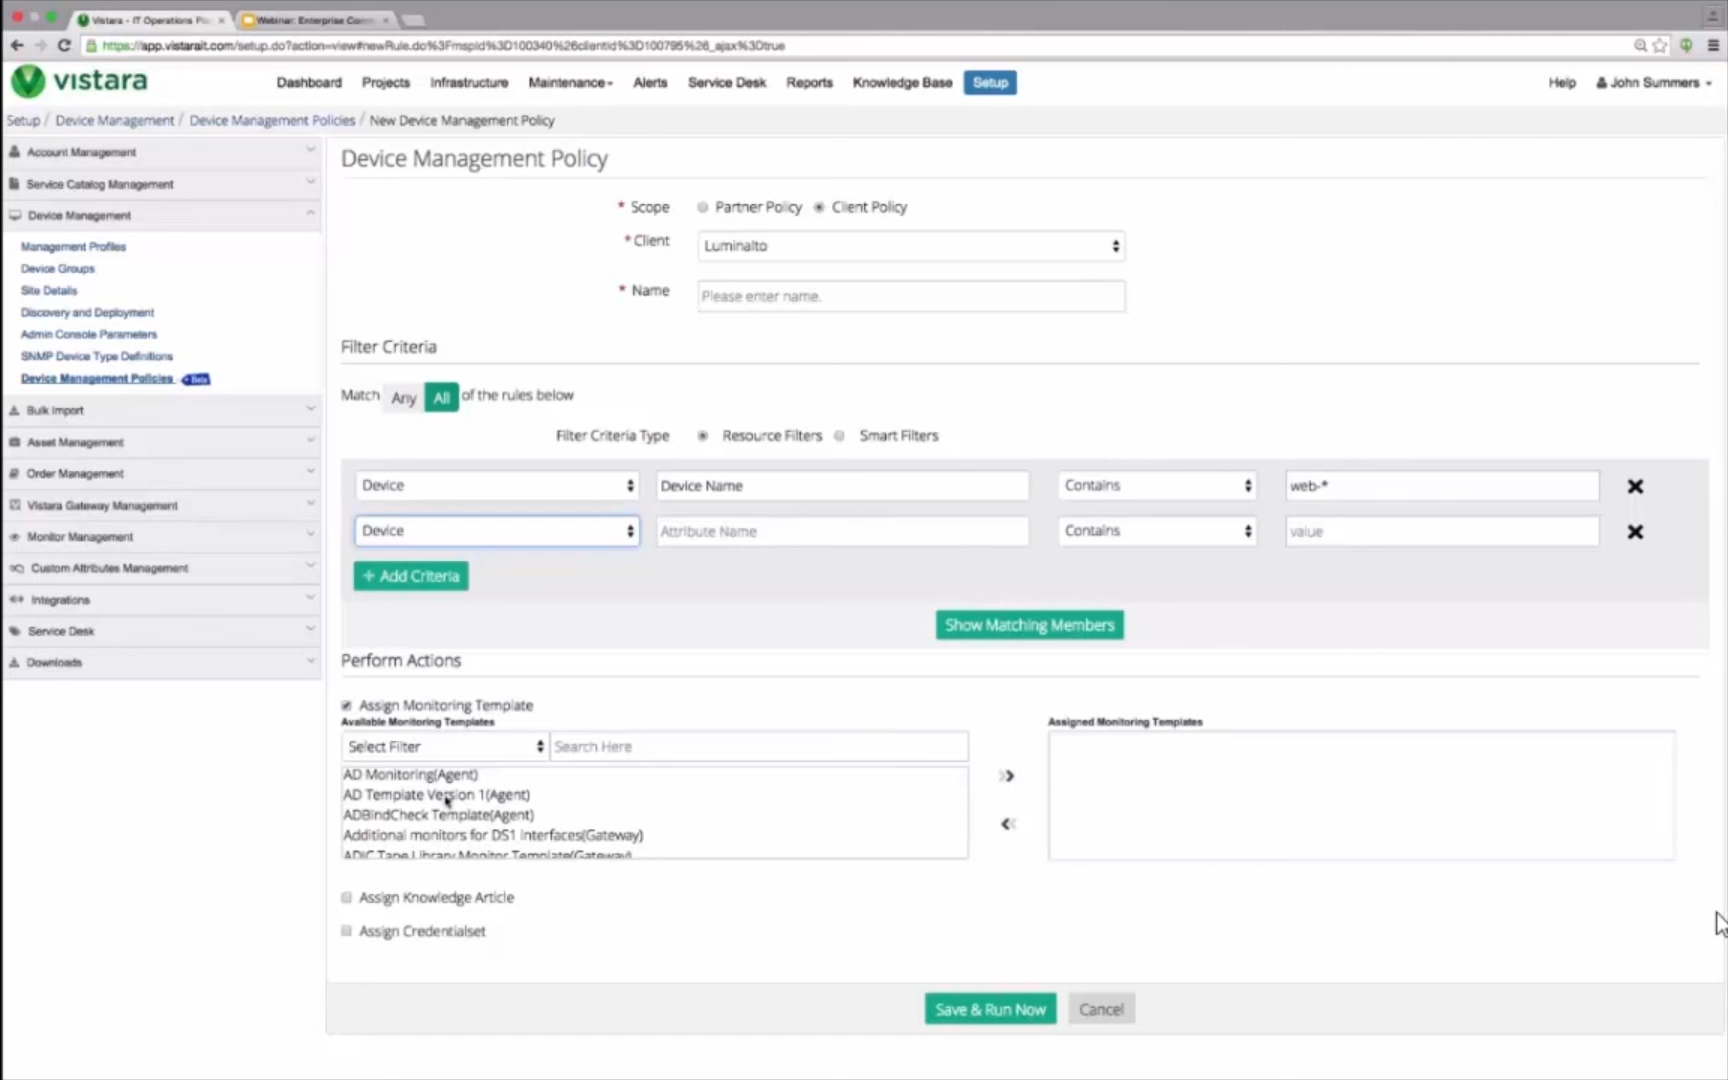 Vistara - IT Operations Pla
Webinar: Enterprise Com
https://app.vistarait.com/setup.do?action=view#newRule.do%3FmspId%3D100340%26clientId%3D100795%26_ajax%3Dtrue
vistara
Dashboard Projects Infrastructure Maintenance Alerts Service Desk Reports Knowledge Base Setup Help John Summers
Setup / Device Management / Device Management Policies / New Device Management Policy
Account Management
Service Catalog Management
Device Management
Management Profiles
Device Groups
Site Details
Discovery and Deployment
Admin Console Parameters
SNMP Device Type Definitions
Device Management Policies Beta
Bulk Import
Asset Management
Order Management
Vistara Gateway Management
Monitor Management
Custom Attributes Management
Integrations
Service Desk
Downloads
Device Management Policy
* Scope Partner Policy Client Policy
* Client Luminalto
* Name Please enter name.
Filter Criteria
Match Any All of the rules below
Filter Criteria Type Resource Filters Smart Filters
Device Device Name Contains web-*
Device Attribute Name Contains value
+ Add Criteria
Show Matching Members
Perform Actions
Assign Monitoring Template
Available Monitoring Templates
Assigned Monitoring Templates
Select Filter Search Here
AD Monitoring(Agent)
AD Template Version 1(Agent)
ADBindCheck Template(Agent)
Additional monitors for DS1 interfaces(Gateway)
ADIC Tape Library Monitor Template(Gateway)
Assign Knowledge Article
Assign Credentialset
Save & Run Now Cancel